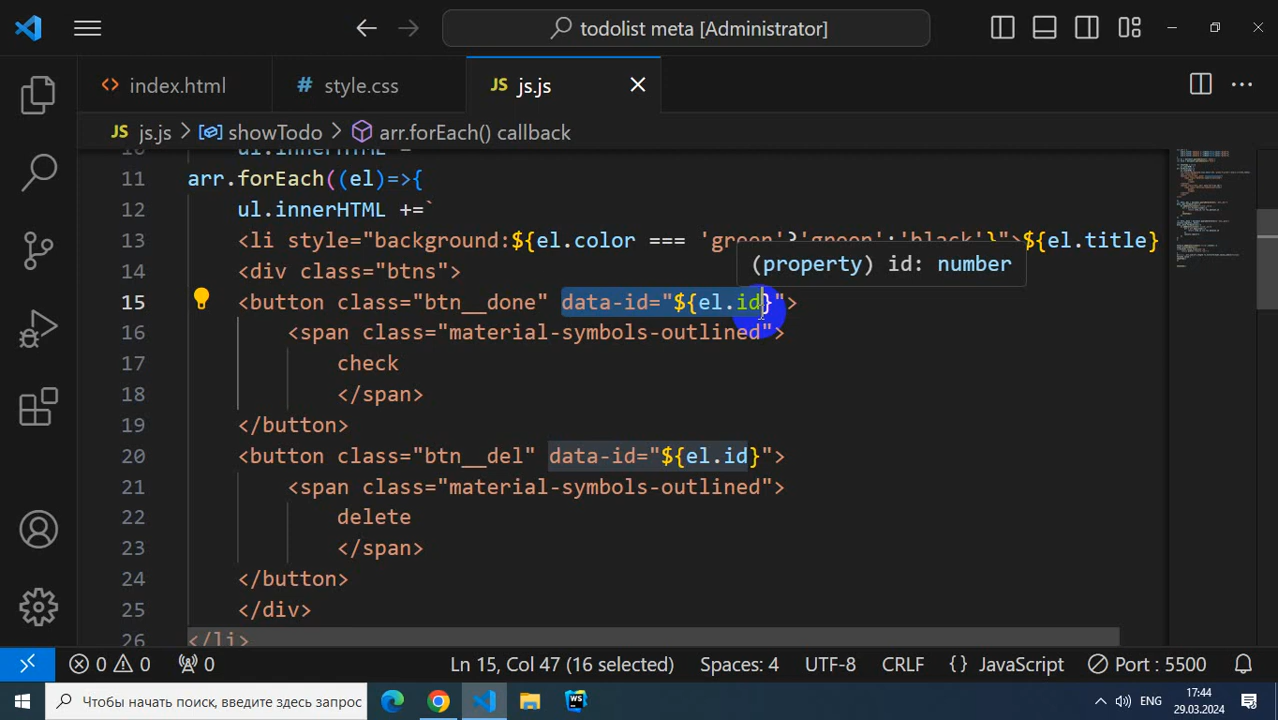 todolist meta [Administrator]
index.html
# style.css
JS js.js
JS js.js > showTodo > arr.forEach() callback
10 ul.innerHTML =
11 arr.forEach((el)=>{
12 ul.innerHTML +=`
13 <li style="background:${el.color === 'green'?'green':'black'}">${el.title}
(property) id: number
14 <div class="btns">
15 <button class="btn__done" data-id="${el.id}">
16 <span class="material-symbols-outlined">
17 check
18 </span>
19 </button>
20 <button class="btn__del" data-id="${el.id}">
21 <span class="material-symbols-outlined">
22 delete
23 </span>
24 </button>
25 </div>
26 </li>
0 0 0 Ln 15, Col 47 (16 selected) Spaces: 4 UTF-8 CRLF {} JavaScript Port : 5500
Чтобы начать поиск, введите здесь запрос
WS
ENG
17:44
29.03.2024